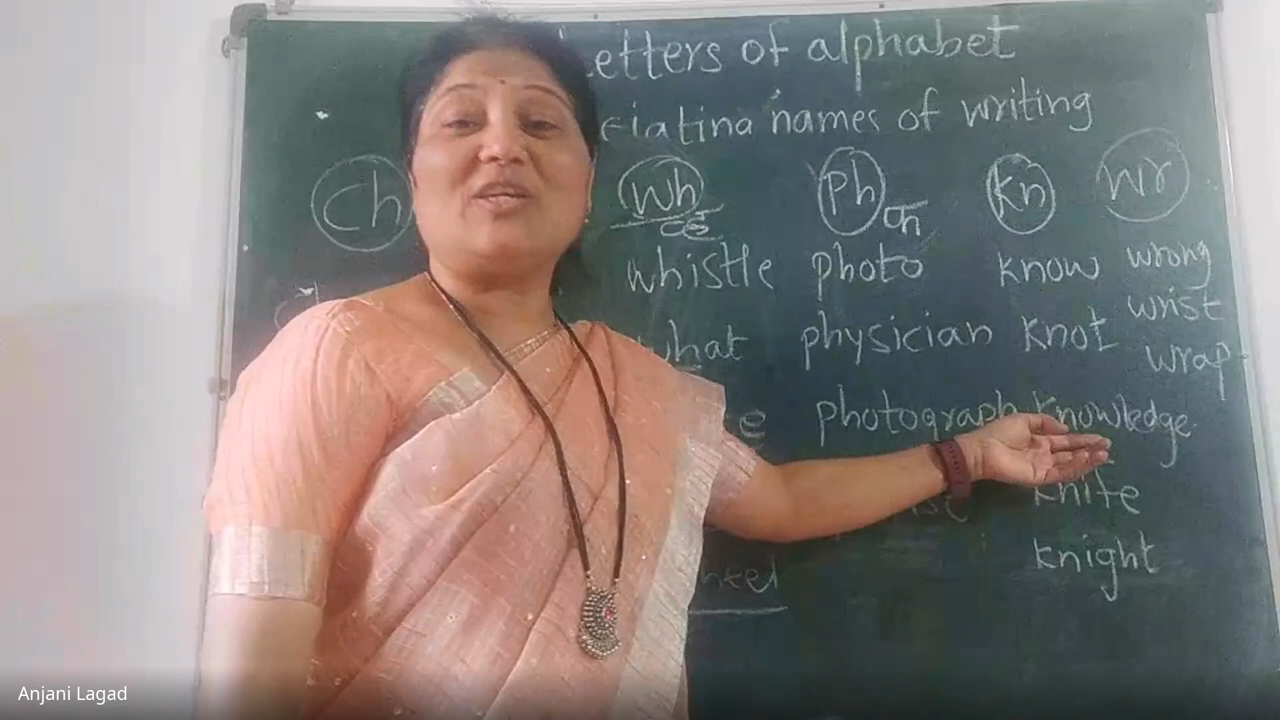 Letters of alphabet
names of writing
Ch Wh Ph फ Kn Wr
whistle photo know wrong
wrist
what physician knot
wrap
photograph knowledge
knife
knight
Anjani Lagad